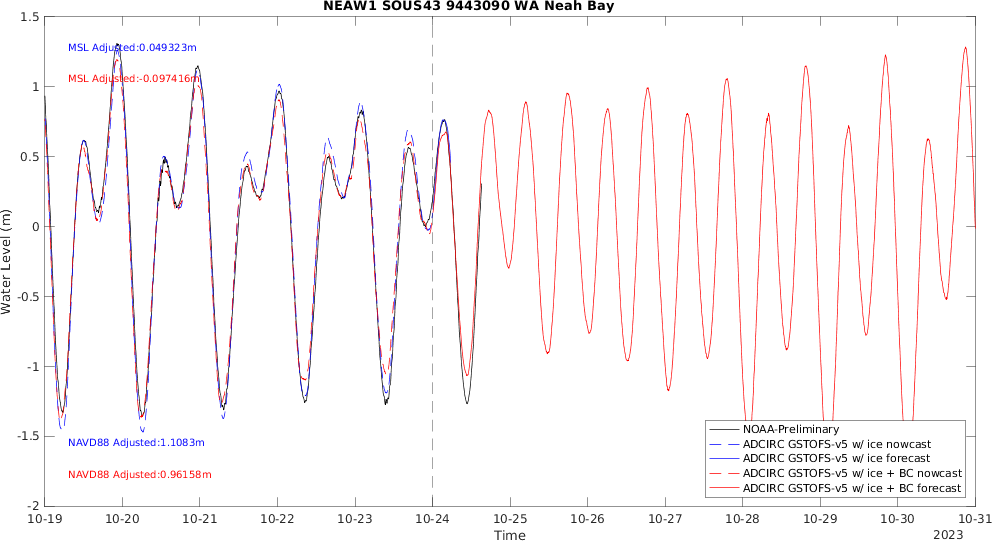 NEAW1 SOUS43 9443090 WA Neah Bay
1.5
1
0.5
0
-0.5
-1
-1.5
-2
Water Level (m)
MSL Adjusted:0.049323m
MSL Adjusted:-0.097416m
NAVD88 Adjusted:1.1083m
NAVD88 Adjusted:0.96158m
NOAA-Preliminary
ADCIRC GSTOFS-v5 w/ ice nowcast
ADCIRC GSTOFS-v5 w/ ice forecast
ADCIRC GSTOFS-v5 w/ ice + BC nowcast
ADCIRC GSTOFS-v5 w/ ice + BC forecast
10-19 10-20 10-21 10-22 10-23 10-24 10-25 10-26 10-27 10-28 10-29 10-30 10-31
Time
2023